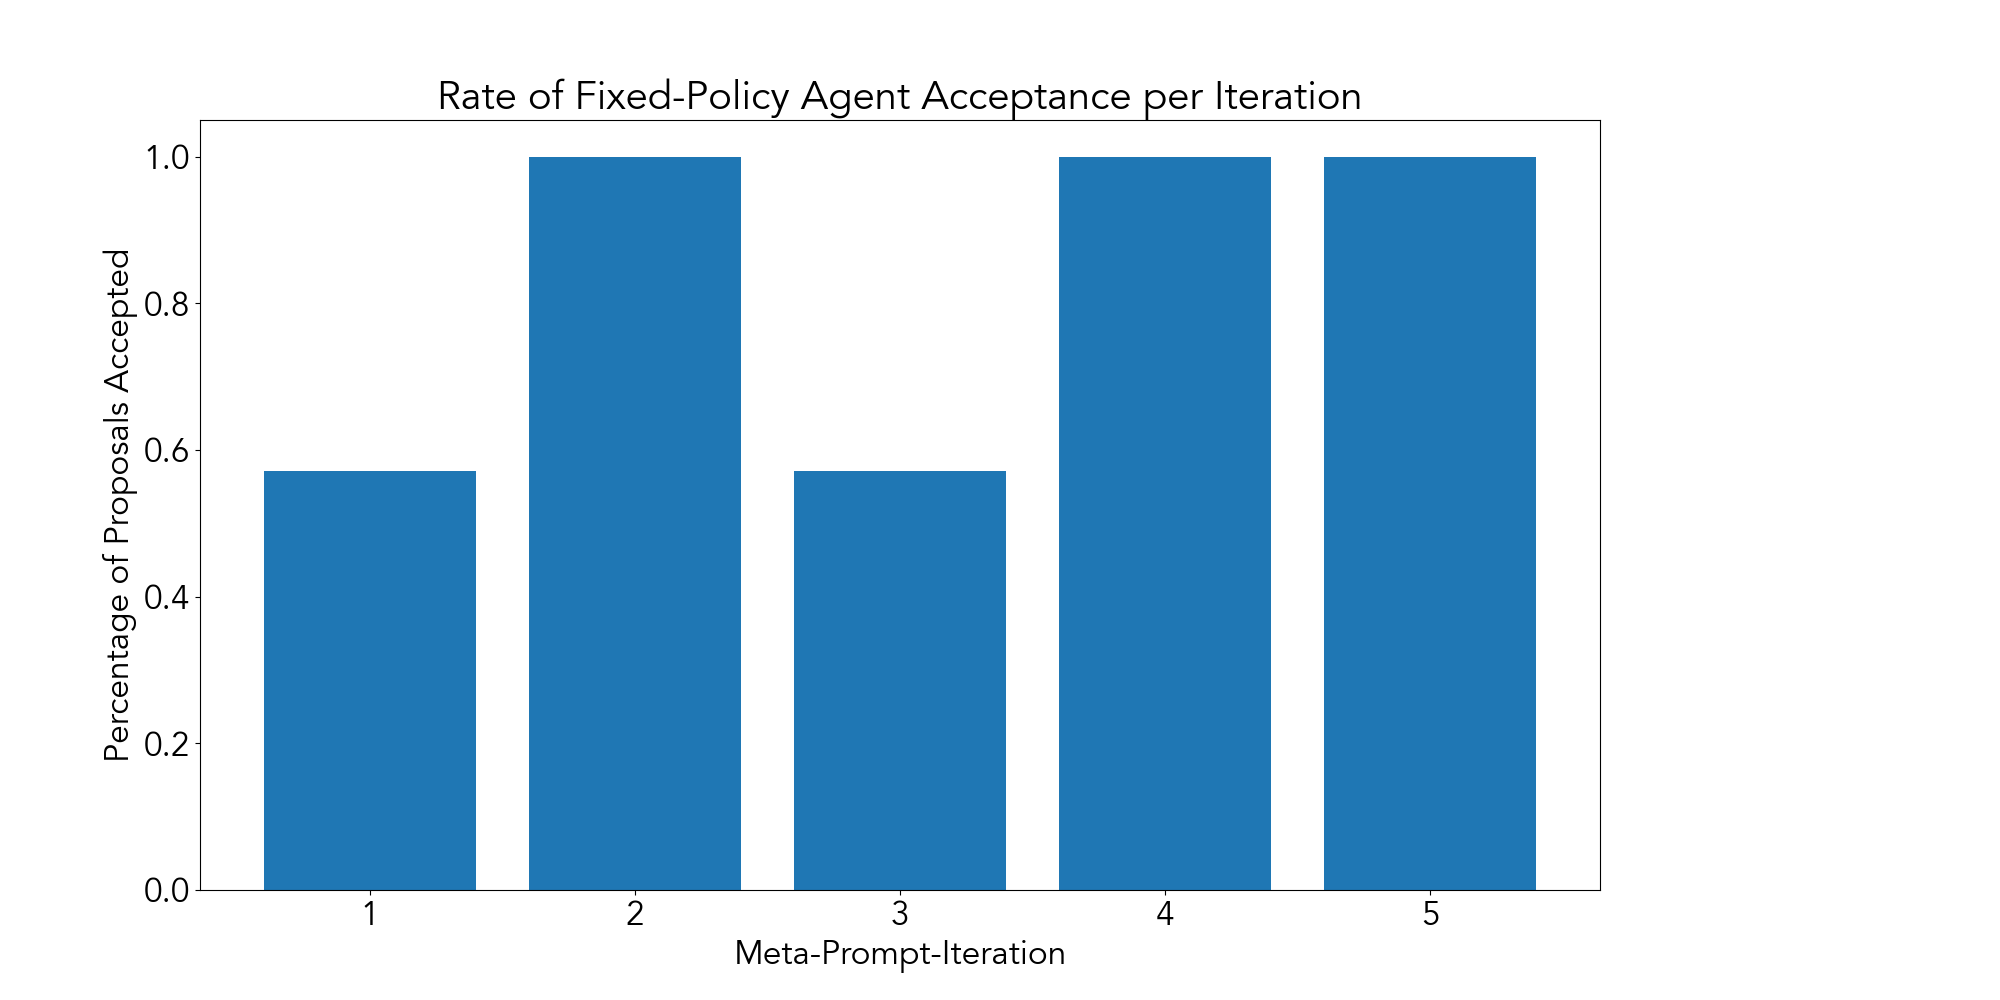 Rate of Fixed-Policy Agent Acceptance per Iteration
Percentage of Proposals Accepted
1.0
0.8
0.6
0.4
0.2
0.0
1 2 3 4 5
Meta-Prompt-Iteration